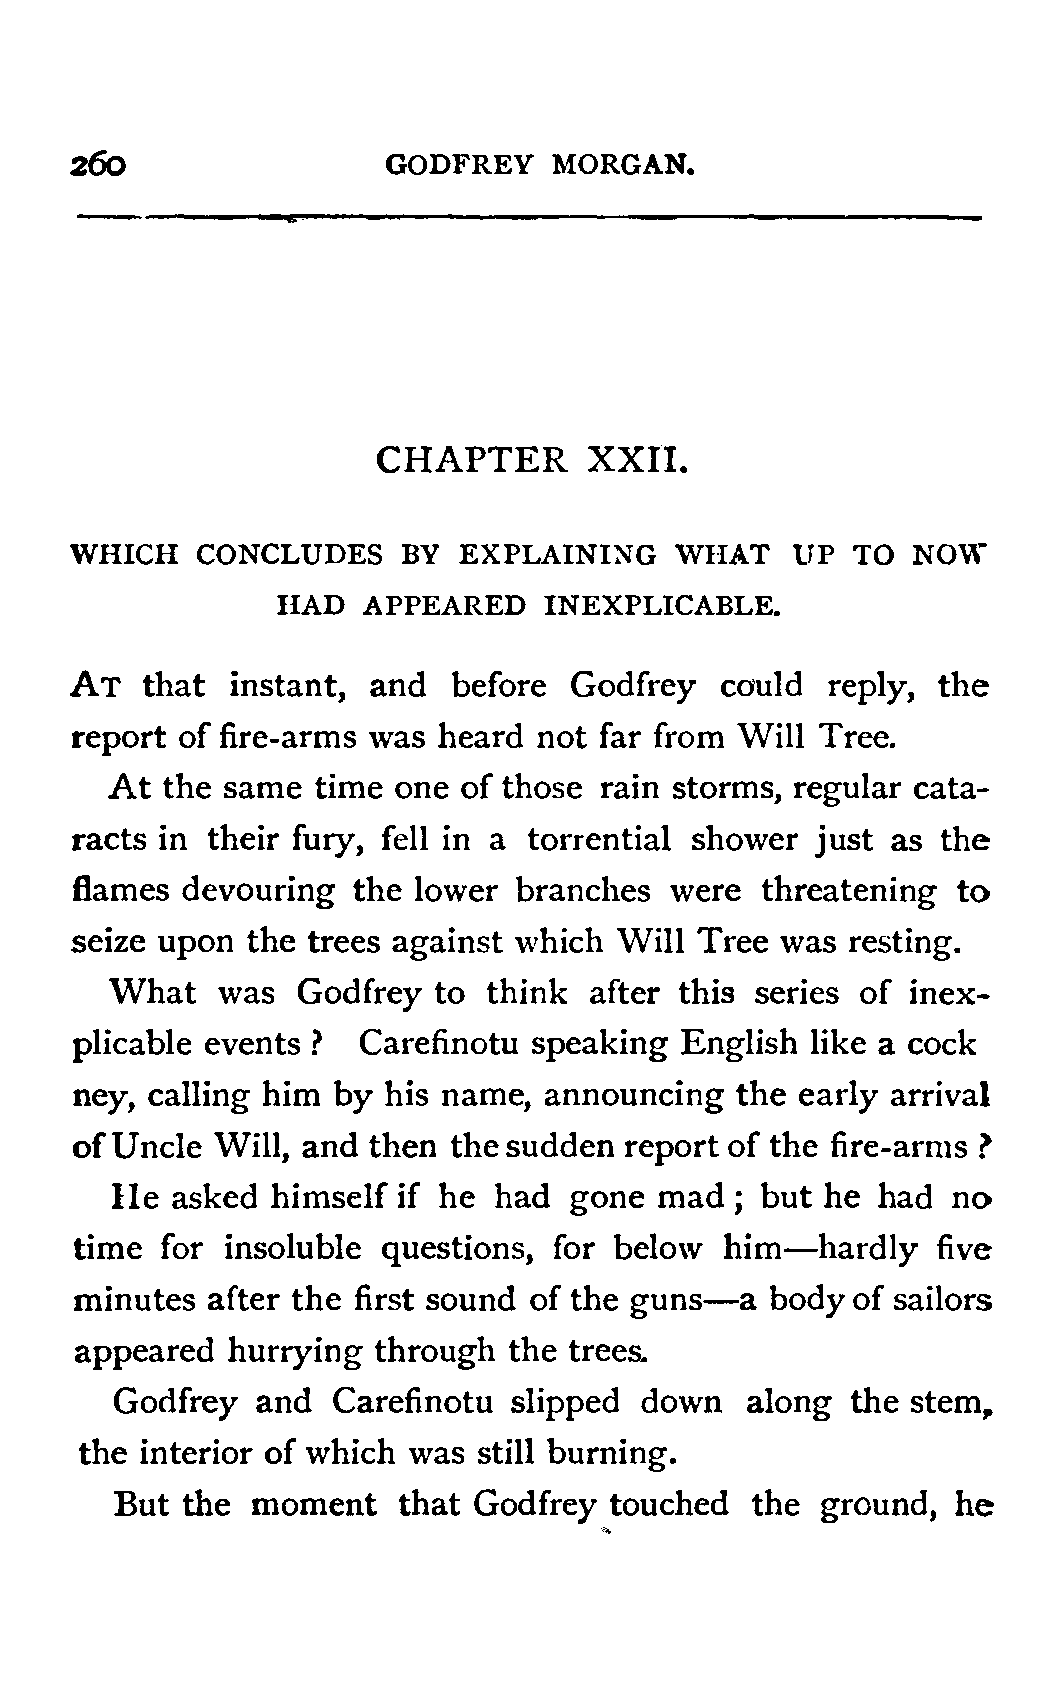 260 GODFREY MORGAN.
CHAPTER XXII.
WHICH CONCLUDES BY EXPLAINING WHAT UP TO NOW
HAD APPEARED INEXPLICABLE.
AT that instant, and before Godfrey could reply, the
report of fire-arms was heard not far from Will Tree.
At the same time one of those rain storms, regular cata-
racts in their fury, fell in a torrential shower just as the
flames devouring the lower branches were threatening to
seize upon the trees against which Will Tree was resting.
What was Godfrey to think after this series of inex-
plicable events ? Carefinotu speaking English like a cock
ney, calling him by his name, announcing the early arrival
of Uncle Will, and then the sudden report of the fire-arms ?
He asked himself if he had gone mad ; but he had no
time for insoluble questions, for below him—hardly five
minutes after the first sound of the guns—a body of sailors
appeared hurrying through the trees.
Godfrey and Carefinotu slipped down along the stem,
the interior of which was still burning.
But the moment that Godfrey touched the ground, he